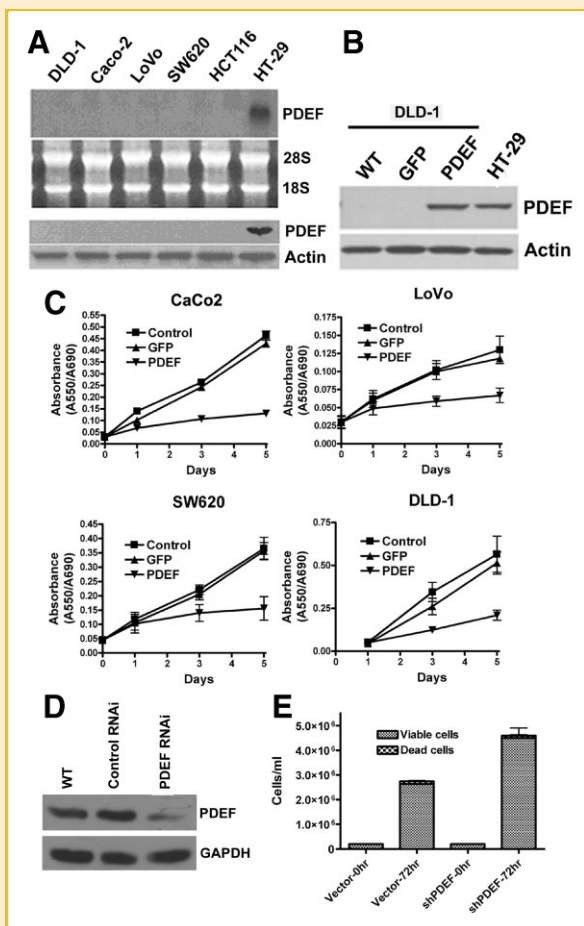 A
DLD-1
Caco-2
LoVo
SW620
HCT116
HT-29
PDEF
28S
18S
PDEF
Actin
B
DLD-1
WT
GFP
PDEF
HT-29
PDEF
Actin
C
CaCo2
Absorbance
(A550/A690)
0.55
0.50
0.45
0.40
0.35
0.30
0.25
0.20
0.15
0.10
0.05
0.00
Control
GFP
PDEF
0 1 2 3 4 5
Days
LoVo
Absorbance
(A550/A690)
0.150
0.125
0.100
0.075
0.050
0.025
0.000
Control
GFP
PDEF
0 1 2 3 4 5
Days
SW620
Absorbance
(A550/A690)
0.45
0.40
0.35
0.30
0.25
0.20
0.15
0.10
0.05
0.00
Control
GFP
PDEF
0 1 2 3 4 5
Days
DLD-1
Absorbance
(A550/A690)
0.75
0.50
0.25
0.00
Control
GFP
PDEF
0 1 2 3 4 5
Days
D
WT
Control RNAi
PDEF RNAi
PDEF
GAPDH
E
Cells/ml
5.0×10⁶
4.0×10⁶
3.0×10⁶
2.0×10⁶
1.0×10⁶
0
Viable cells
Dead cells
Vector-0hr
Vector-72hr
shPDEF-0hr
shPDEF-72hr